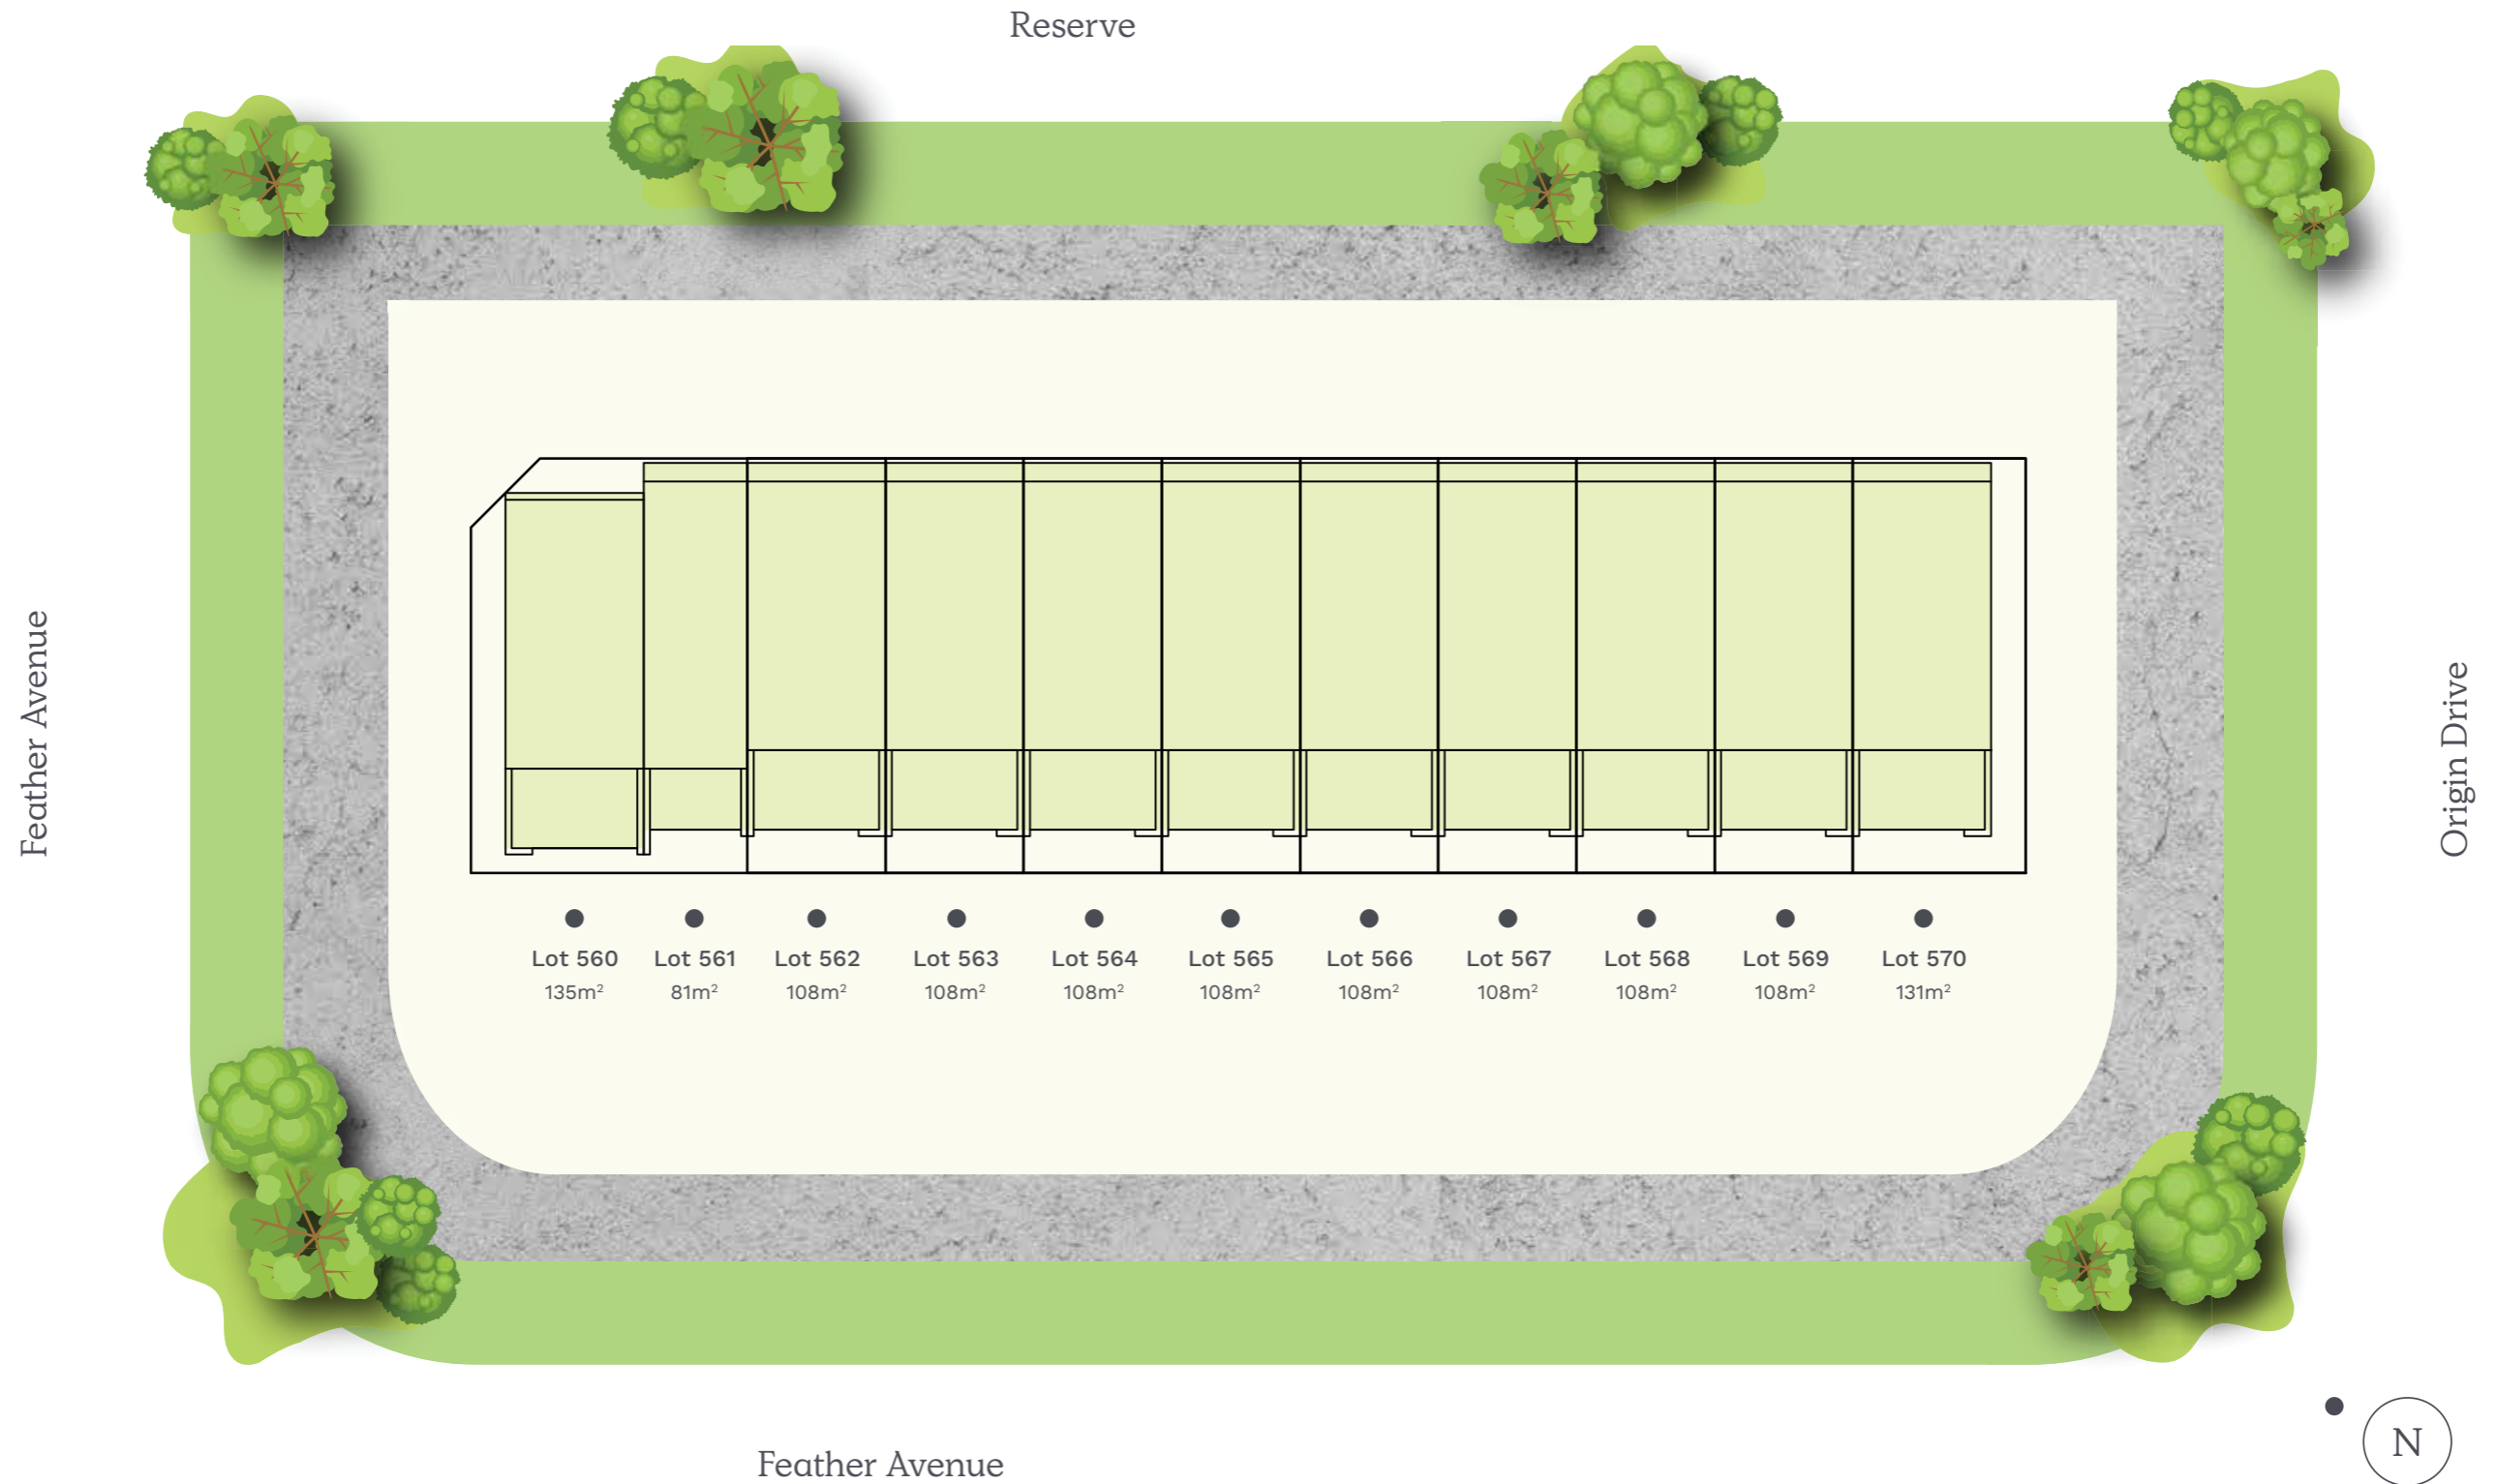 Reserve
Feather Avenue
Origin Drive
Lot 560
135m²
Lot 561
81m²
Lot 562
108m²
Lot 563
108m²
Lot 564
108m²
Lot 565
108m²
Lot 566
108m²
Lot 567
108m²
Lot 568
108m²
Lot 569
108m²
Lot 570
131m²
Feather Avenue
N